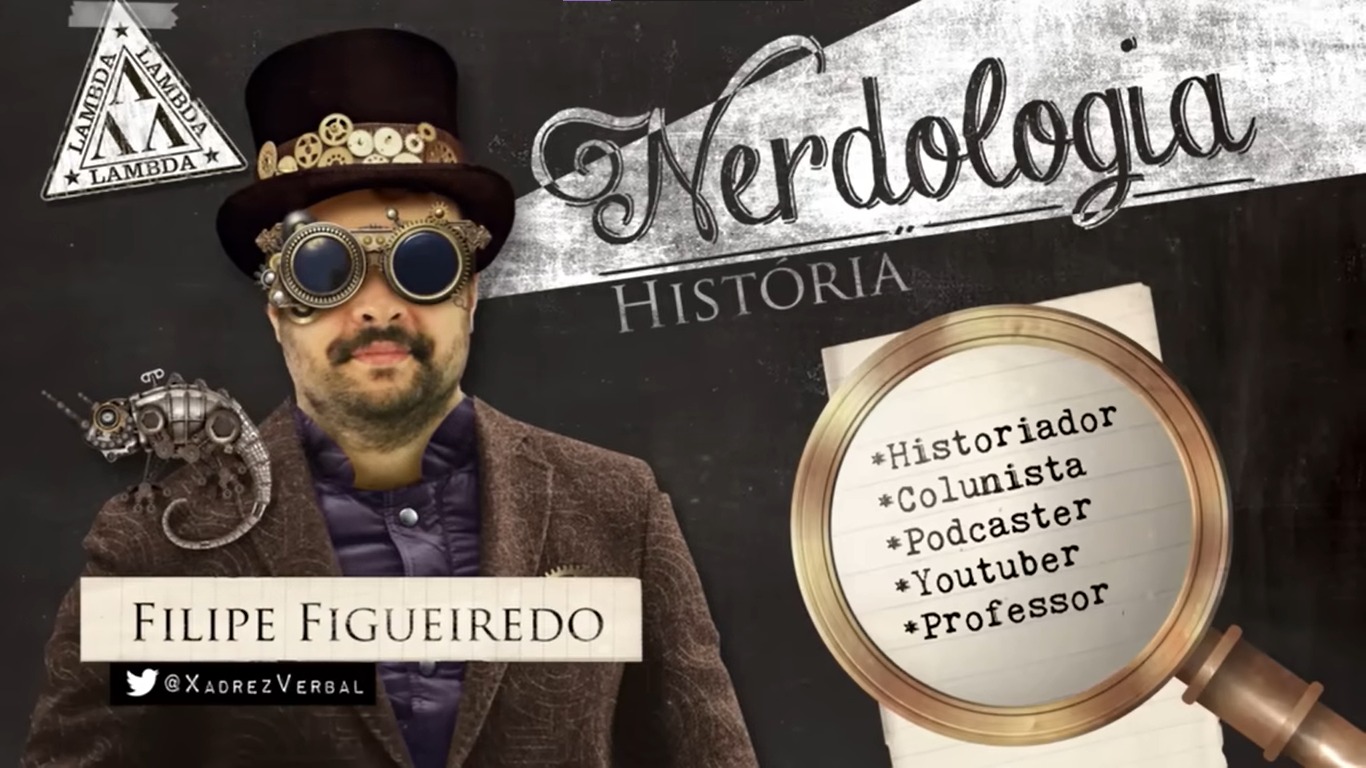 LAMBDA
LAMBDA
LAMBDA
Λ
Λ Λ
Nerdologia
HISTÓRIA
*Historiador
*Colunista
*Podcaster
*Youtuber
*Professor
FILIPE FIGUEIREDO
@XADREZVERBAL